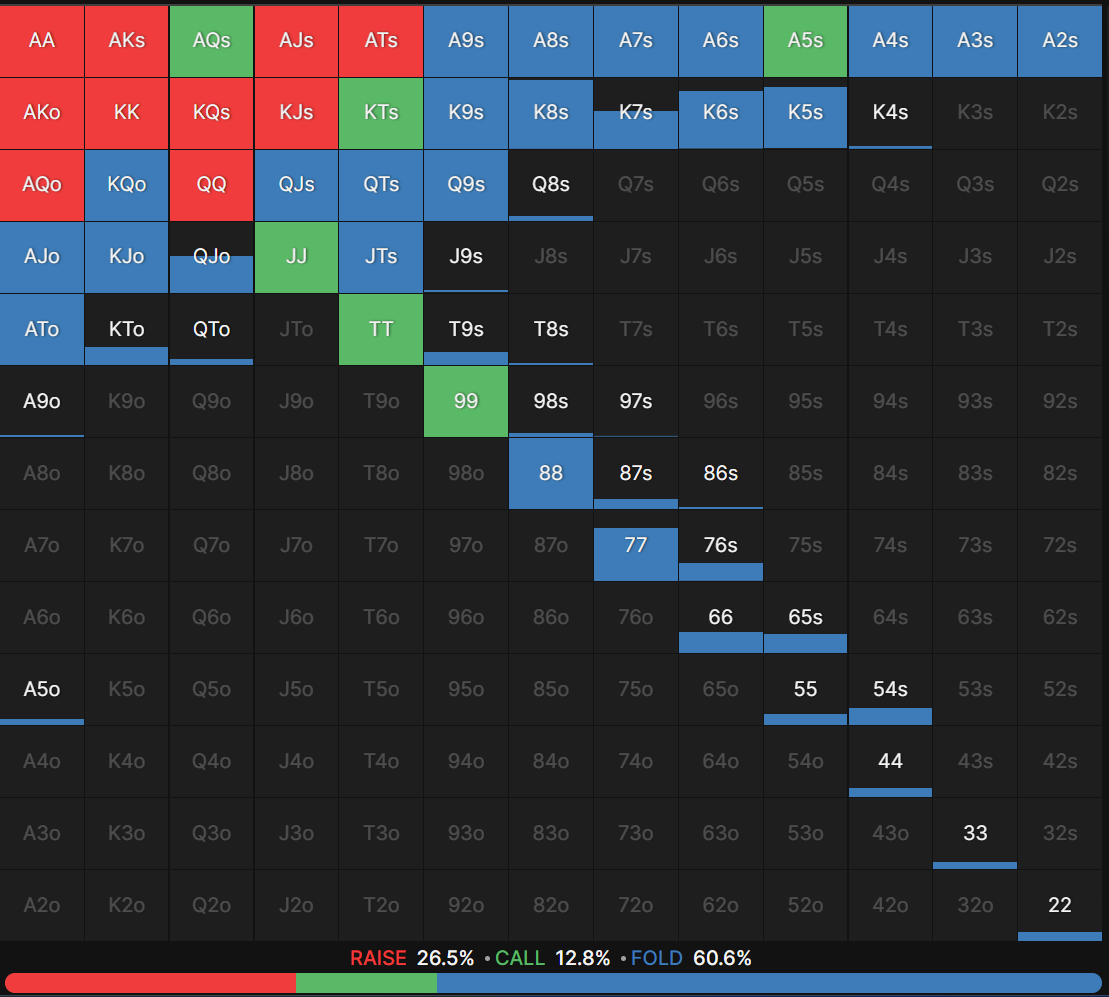 AA AKs AQs AJs ATs A9s A8s A7s A6s A5s A4s A3s A2s
AKo KK KQs KJs KTs K9s K8s K7s K6s K5s K4s K3s K2s
AQo KQo QQ QJs QTs Q9s Q8s Q7s Q6s Q5s Q4s Q3s Q2s
AJo KJo QJo JJ JTs J9s J8s J7s J6s J5s J4s J3s J2s
ATo KTo QTo JTo TT T9s T8s T7s T6s T5s T4s T3s T2s
A9o K9o Q9o J9o T9o 99 98s 97s 96s 95s 94s 93s 92s
A8o K8o Q8o J8o T8o 98o 88 87s 86s 85s 84s 83s 82s
A7o K7o Q7o J7o T7o 97o 87o 77 76s 75s 74s 73s 72s
A6o K6o Q6o J6o T6o 96o 86o 76o 66 65s 64s 63s 62s
A5o K5o Q5o J5o T5o 95o 85o 75o 65o 55 54s 53s 52s
A4o K4o Q4o J4o T4o 94o 84o 74o 64o 54o 44 43s 42s
A3o K3o Q3o J3o T3o 93o 83o 73o 63o 53o 43o 33 32s
A2o K2o Q2o J2o T2o 92o 82o 72o 62o 52o 42o 32o 22
RAISE 26.5% • CALL 12.8% • FOLD 60.6%